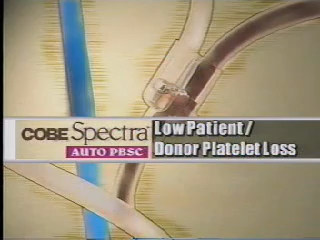 COBE Spectra
AUTO PBSC
Low Patient/
Donor Platelet Loss